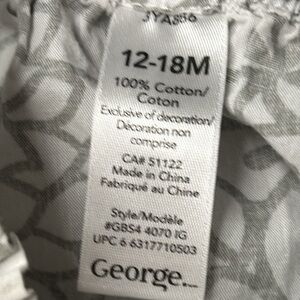 12-18M
100% Cotton/
Coton
Exclusive of decoration/
Décoration non
comprise
CA# 51122
Made in China
Fabriqué au Chine
Style/Modèle
#GBS4 4070 IG
UPC 6 6317710503
George